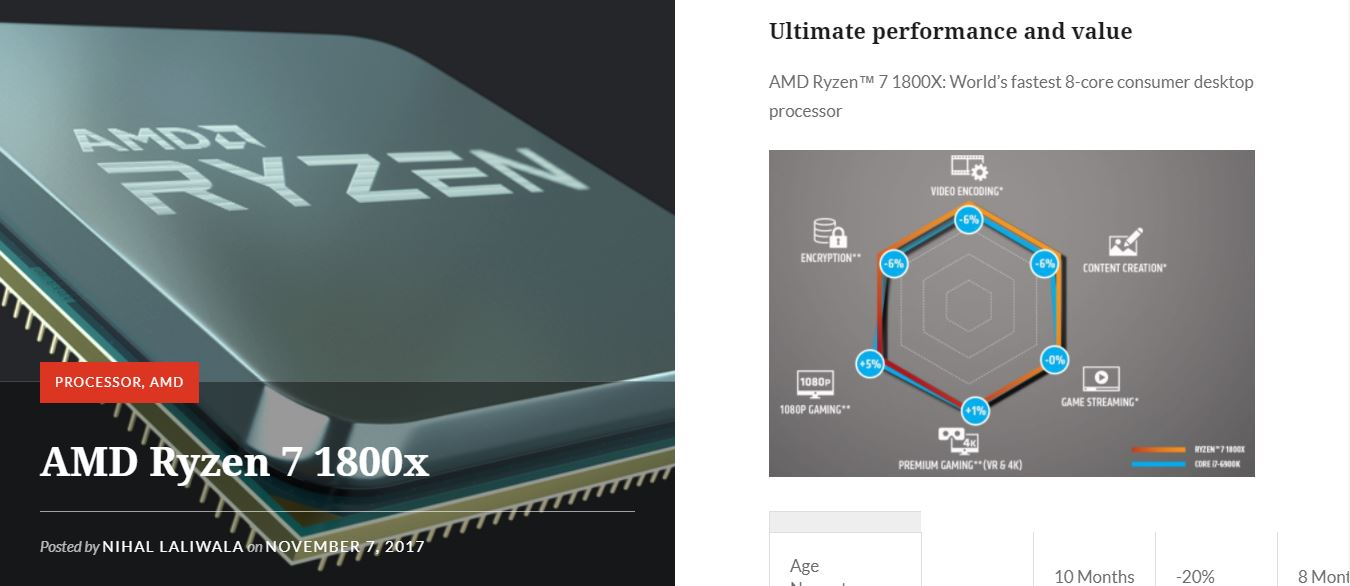 AMD
RYZEN
PROCESSOR, AMD
AMD Ryzen 7 1800x
Posted by NIHAL LALIWALA on NOVEMBER 7, 2017
Ultimate performance and value
AMD Ryzen™ 7 1800X: World’s fastest 8-core consumer desktop
processor
VIDEO ENCODING*
-6%
ENCRYPTION**
-6%
-6%
CONTENT CREATION*
+5%
-0%
1080P
1080P GAMING**
GAME STREAMING*
+1%
4K
PREMIUM GAMING** (VR & 4K)
RYZEN™ 7 1800X
CORE i7-6900K
Age
10 Months
-20%
8 Mont